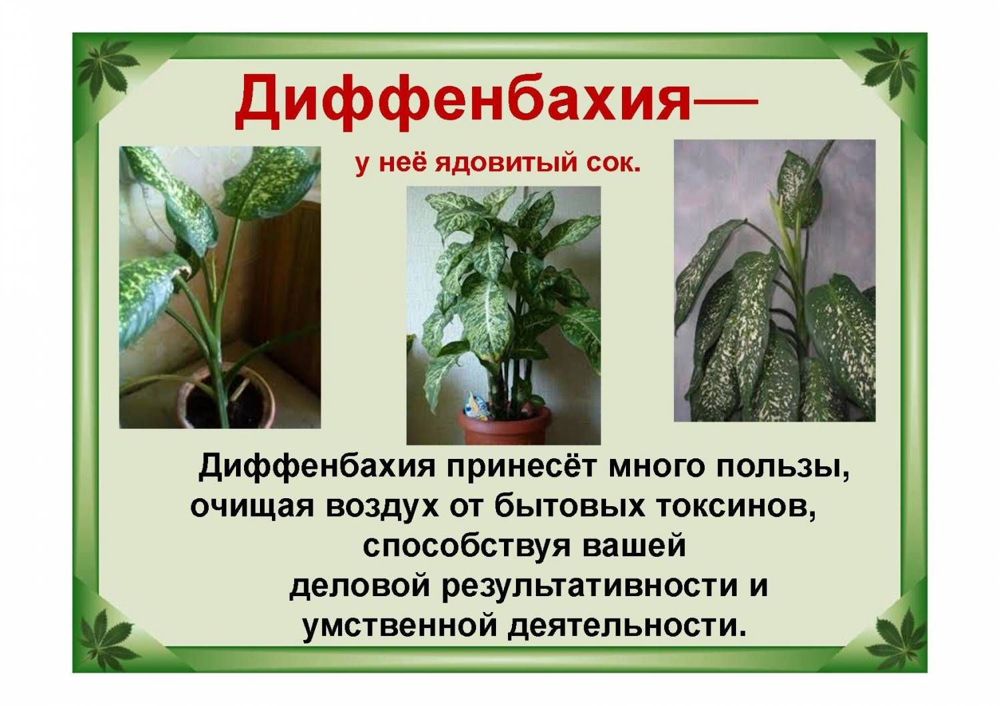 Диффенбахия—
у неё ядовитый сок.
Диффенбахия принесёт много пользы,
очищая воздух от бытовых токсинов,
способствуя вашей
деловой результативности и
умственной деятельности.